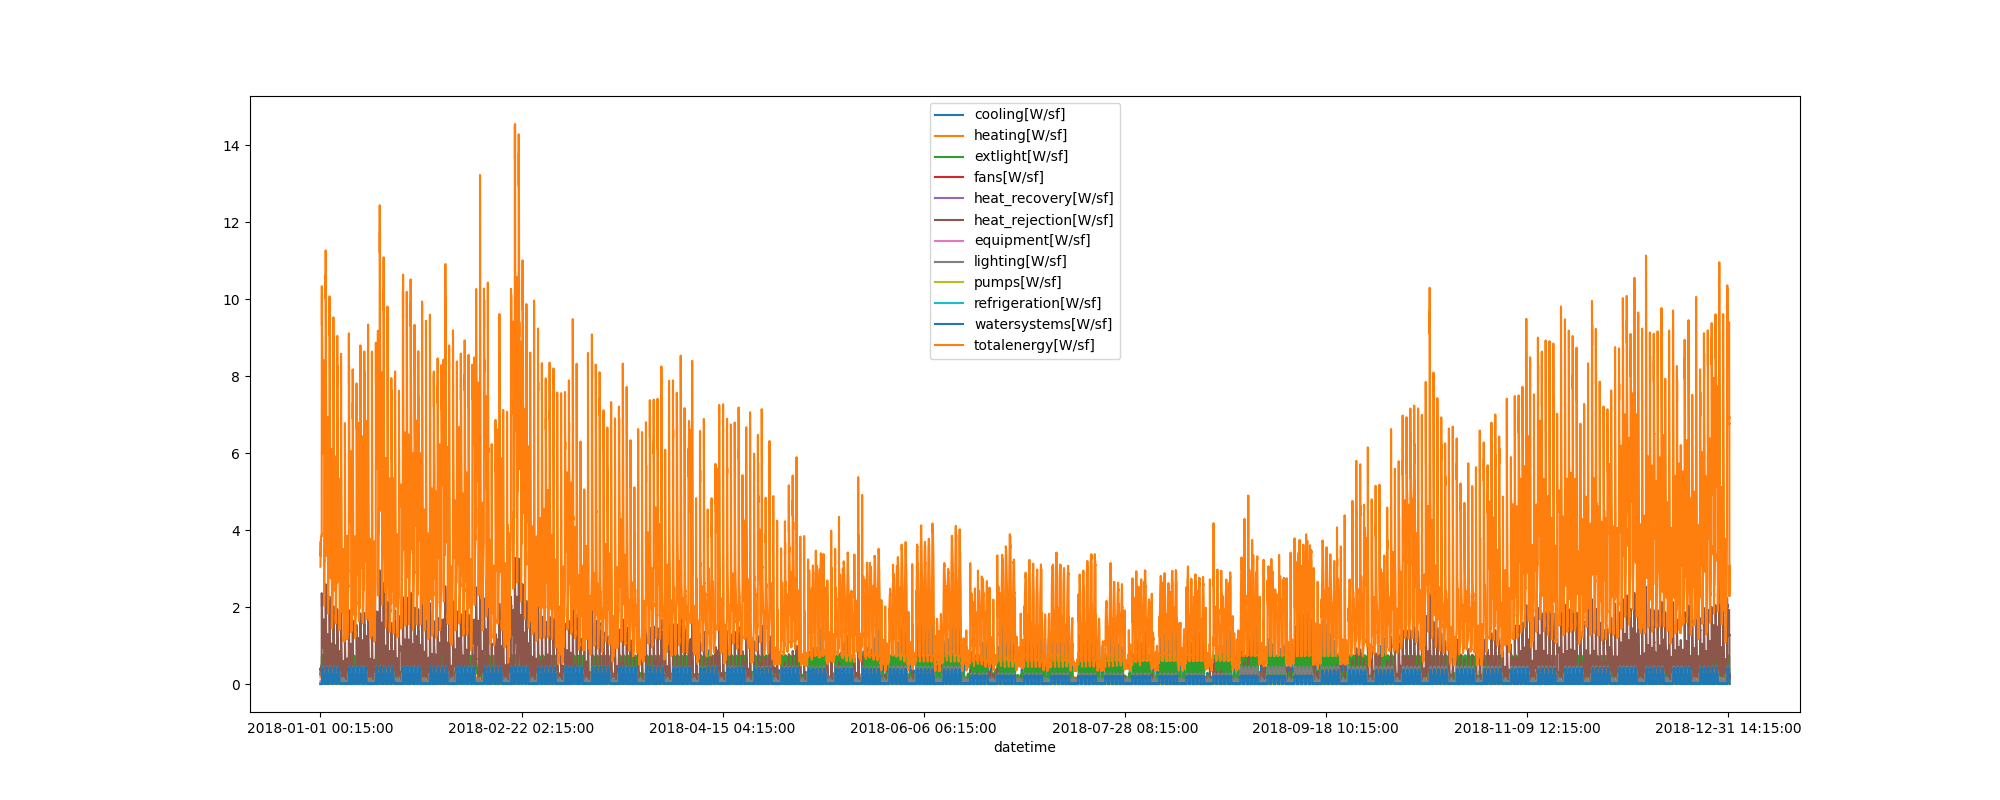 cooling[W/sf]
heating[W/sf]
extlight[W/sf]
fans[W/sf]
heat_recovery[W/sf]
heat_rejection[W/sf]
equipment[W/sf]
lighting[W/sf]
pumps[W/sf]
refrigeration[W/sf]
watersystems[W/sf]
totalenergy[W/sf]
14
12
10
8
6
4
2
0
2018-01-01 00:15:00 2018-02-22 02:15:00 2018-04-15 04:15:00 2018-06-06 06:15:00 2018-07-28 08:15:00 2018-09-18 10:15:00 2018-11-09 12:15:00 2018-12-31 14:15:00
datetime